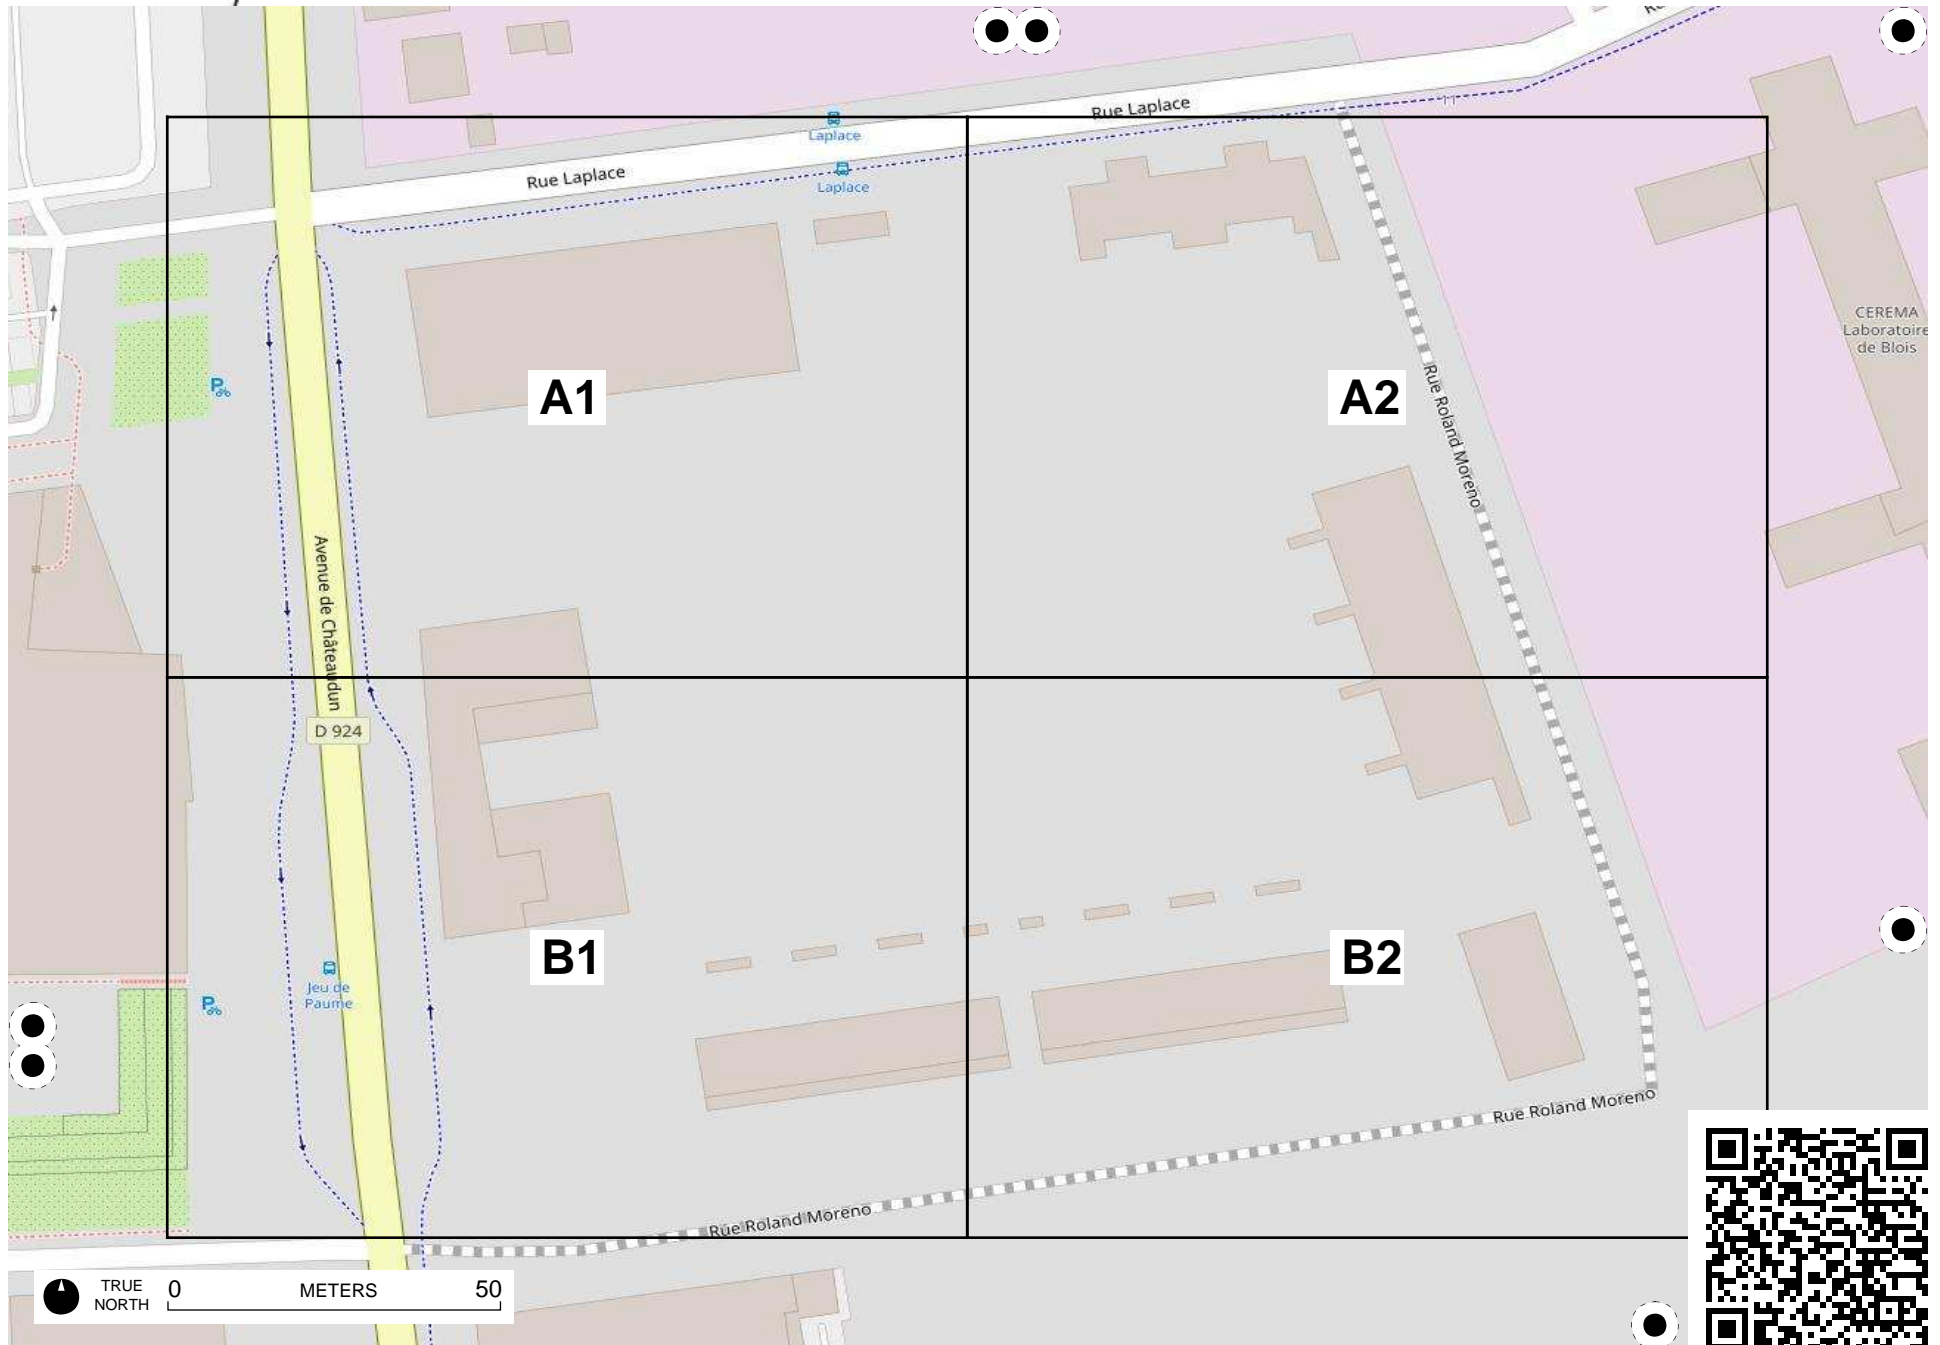 Rue Laplace
Laplace
Rue Laplace
Laplace
CEREMA
Laboratoire
de Blois
P
A1
A2
Rue Roland Moreno
Avenue de Châteaudun
D 924
B1
B2
Jeu de
Paume
P
Rue Roland Moreno
Rue Roland Moreno
TRUE
NORTH
0
METERS
50